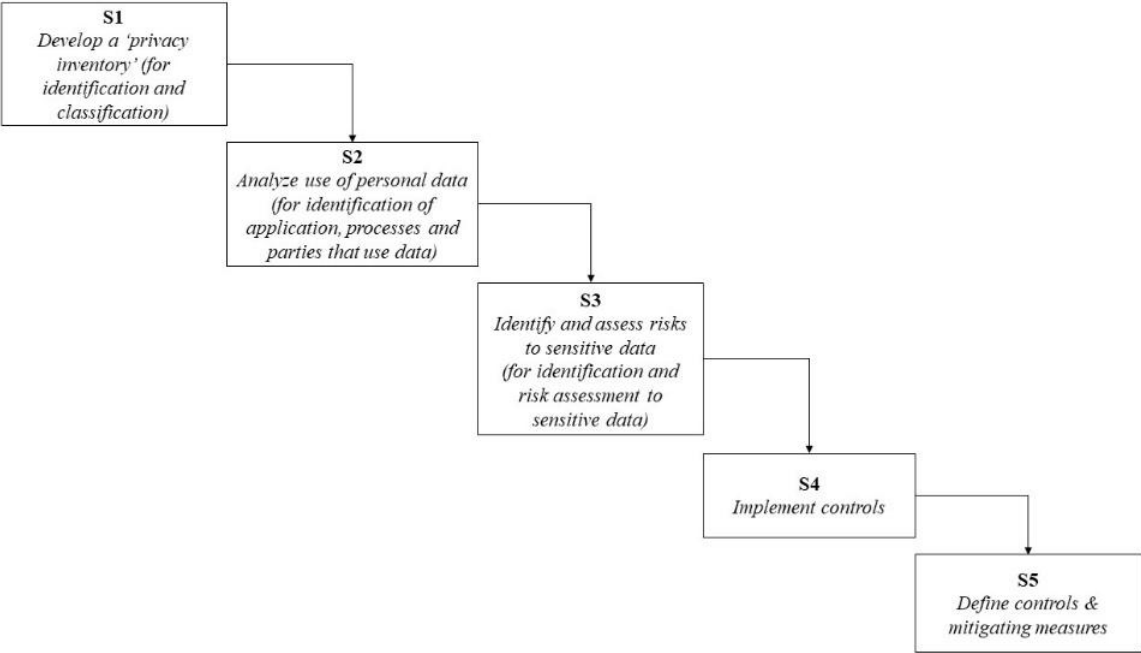 S1
Develop a ‘privacy
inventory’ (for
identification and
classification)
S2
Analyze use of personal data
(for identification of
application, processes and
parties that use data)
S3
Identify and assess risks
to sensitive data
(for identification and
risk assessment to
sensitive data)
S4
Implement controls
S5
Define controls &
mitigating measures